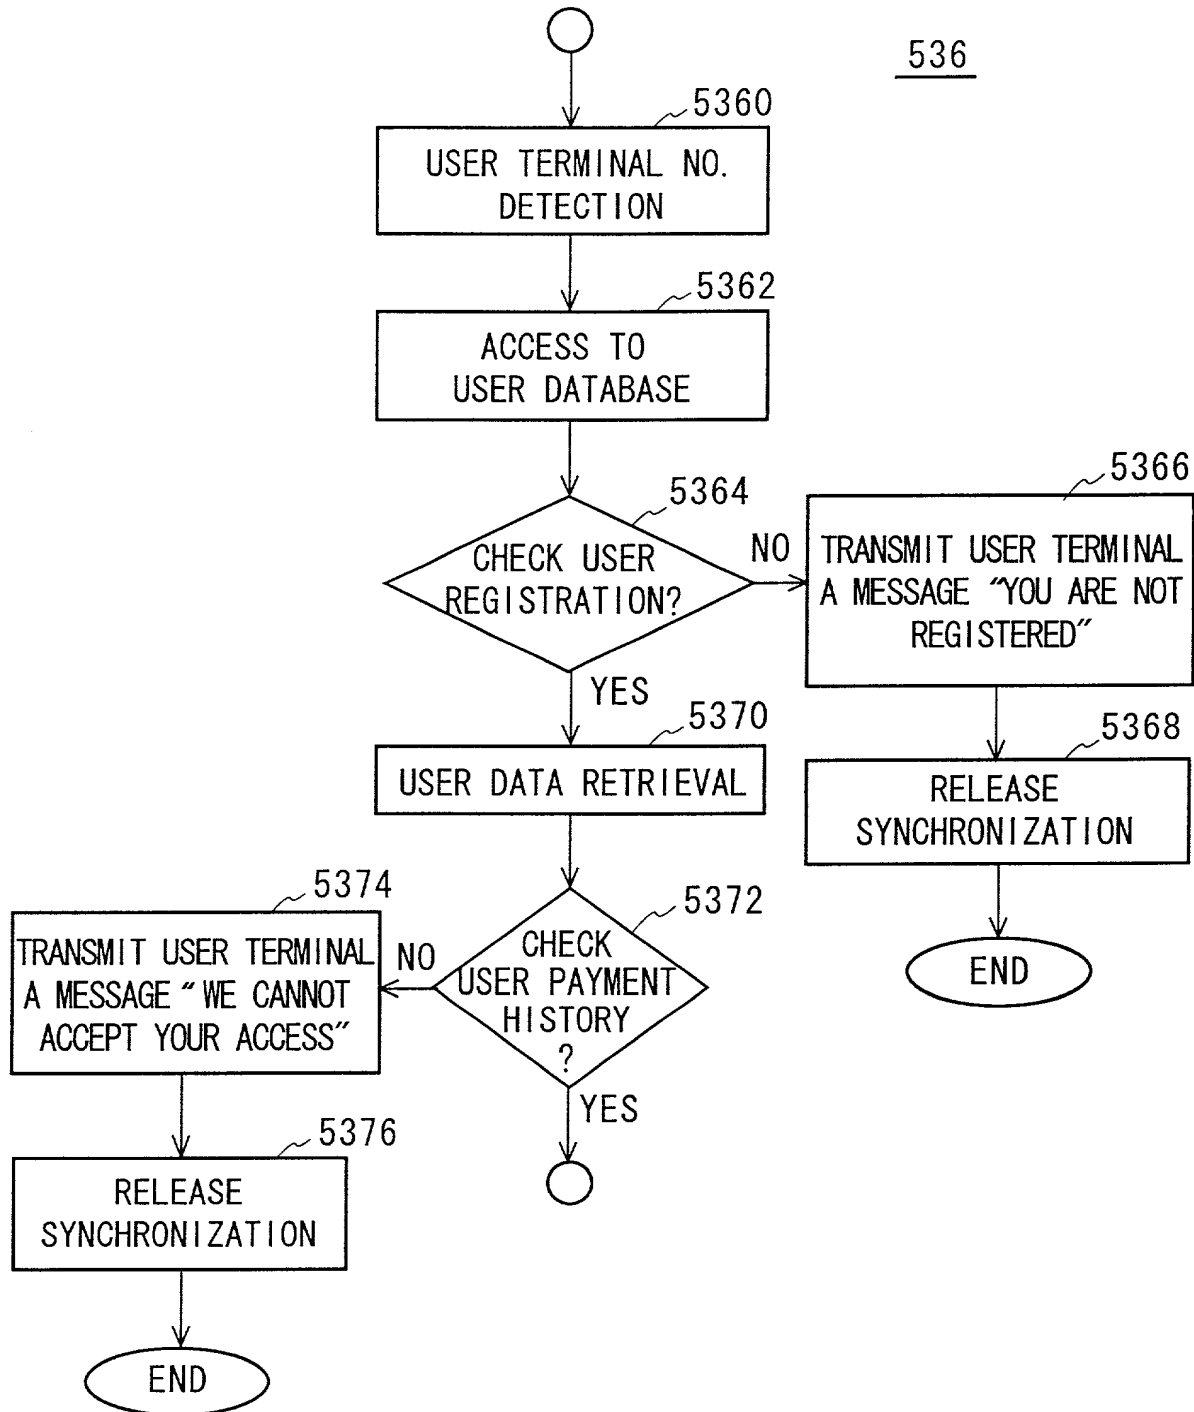 536
5360
USER TERMINAL NO.
DETECTION
5362
ACCESS TO
USER DATABASE
5364
CHECK USER
REGISTRATION?
NO
5366
TRANSMIT USER TERMINAL
A MESSAGE "YOU ARE NOT
REGISTERED"
YES
5370
USER DATA RETRIEVAL
5368
RELEASE
SYNCHRONIZATION
END
5372
CHECK
USER PAYMENT
HISTORY
?
NO
5374
TRANSMIT USER TERMINAL
A MESSAGE "WE CANNOT
ACCEPT YOUR ACCESS"
YES
5376
RELEASE
SYNCHRONIZATION
END